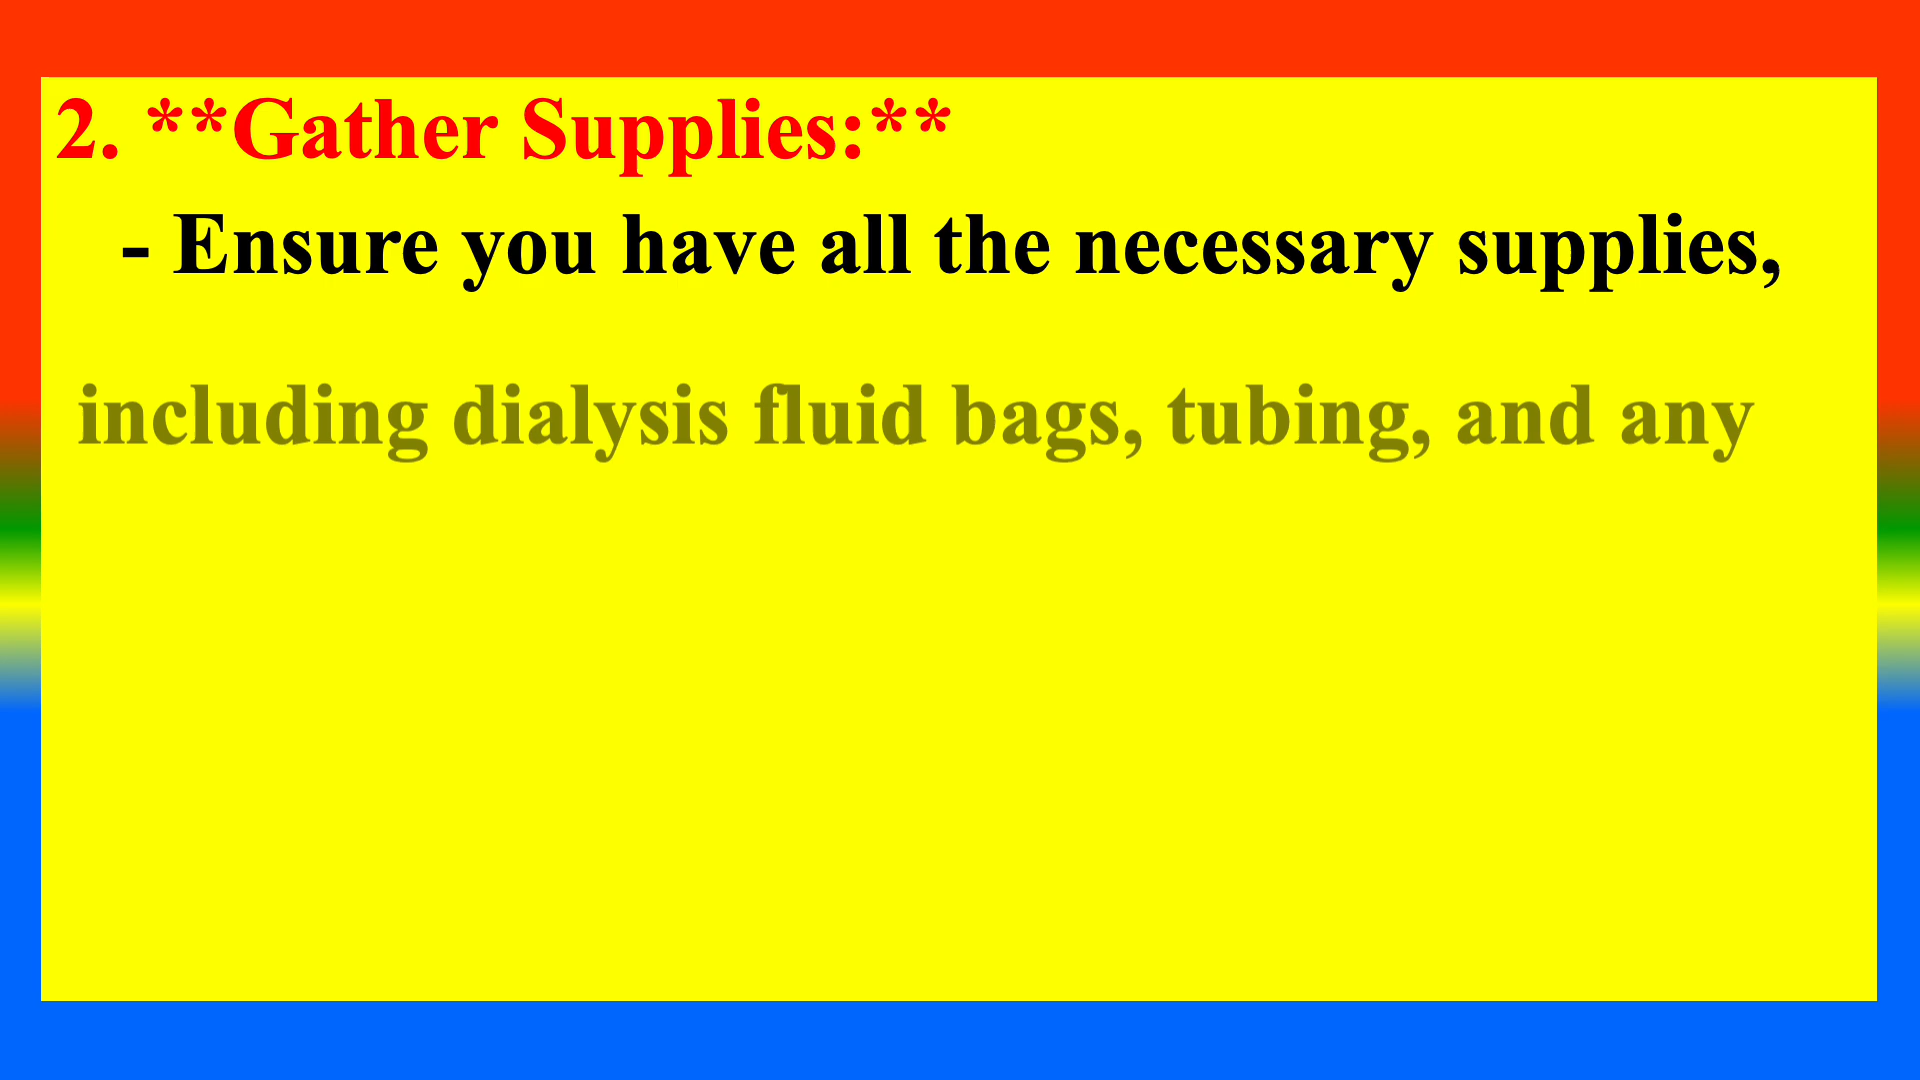 2. **Gather Supplies:**
- Ensure you have all the necessary supplies,
including dialysis fluid bags, tubing, and any